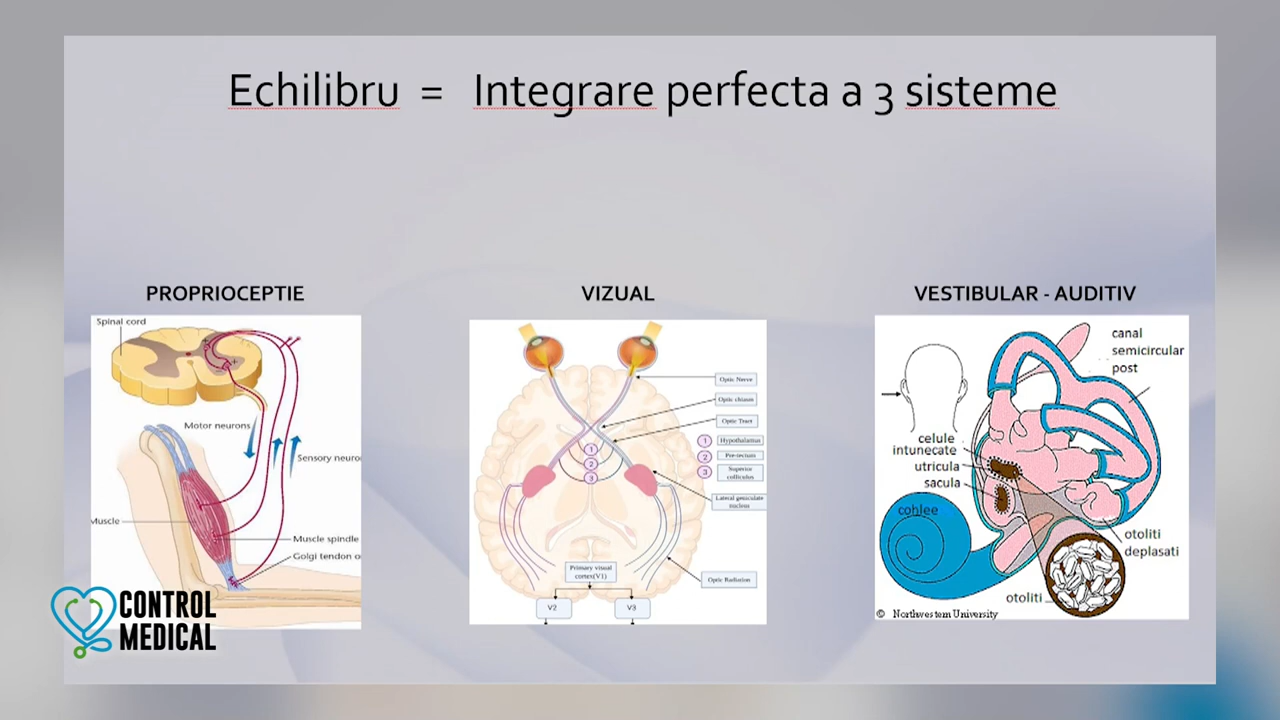 Echilibru = Integrare perfecta a 3 sisteme
PROPRIOCEPTIE
Spinal cord
Motor neurons
Sensory neuro
Muscle
Muscle spindle
Golgi tendon o
VIZUAL
Optic Nerve
Optic chiasm
Optic Tract
1 Hypothalamus
2 Pre-tectum
3 Superior
colliculus
1
2
3
Lateral geniculate
nucleus
Optic Radiation
Primary visual
cortex(V1)
V2 V3
VESTIBULAR - AUDITIV
canal
semicircular
post
celule
intunecate
utricula
sacula
cohlee
otoliti
deplasati
otoliti
© Northwestern University
CONTROL
MEDICAL